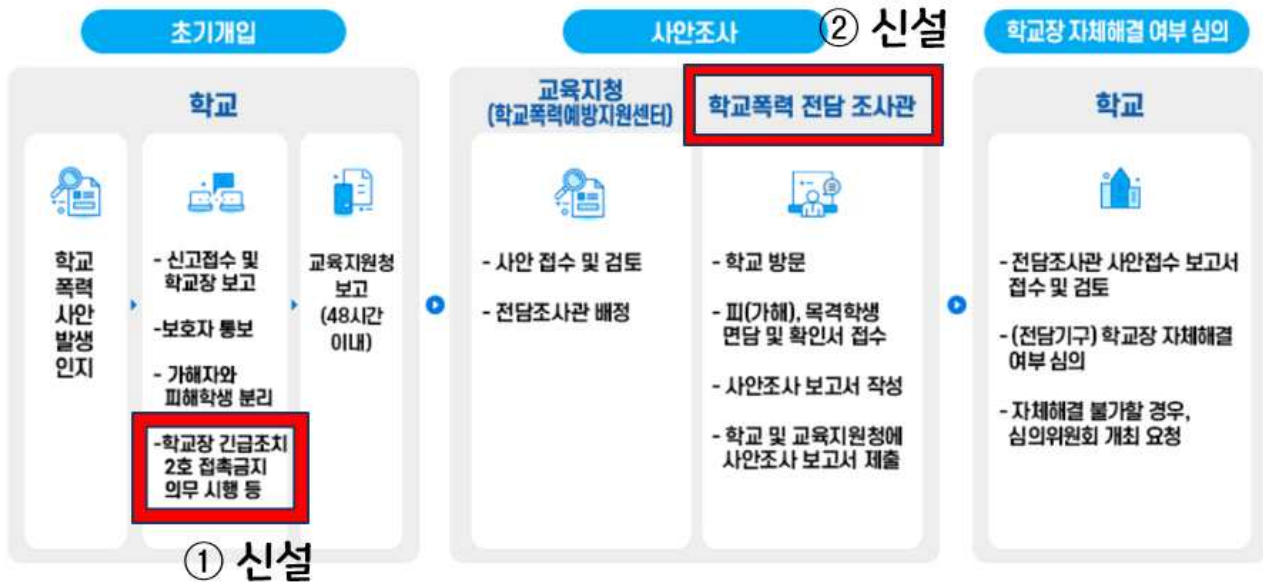 초기개입
사안조사
② 신설
학교장 자체해결 여부 심의
학교
학교
폭력
사안
발생
인지
- 신고접수 및
학교장 보고
-보호자 통보
- 가해자와
피해학생 분리
-학교장 긴급조치
2호 접촉금지
의무 시행 등
교육지원청
보고
(48시간
이내)
① 신설
교육지청
(학교폭력예방지원센터)
- 사안 접수 및 검토
- 전담조사관 배정
학교폭력 전담 조사관
- 학교 방문
- 피(가해), 목격학생
면담 및 확인서 접수
- 사안조사 보고서 작성
- 학교 및 교육지원청에
사안조사 보고서 제출
학교
- 전담조사관 사안접수 보고서
접수 및 검토
- (전담기구) 학교장 자체해결
여부 심의
- 자체해결 불가할 경우,
심의위원회 개최 요청